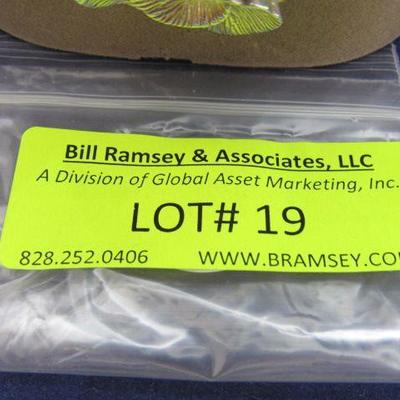 Bill Ramsey & Associates, LLC
A Division of Global Asset Marketing, Inc.
LOT# 19
828.252.0406 WWW.BRAMSEY.CO